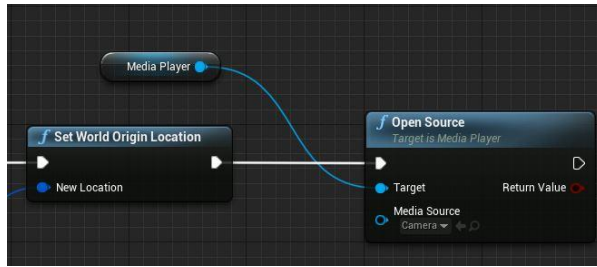 Media Player
f Set World Origin Location
New Location
f Open Source
Target is Media Player
Target
Return Value
Media Source
Camera